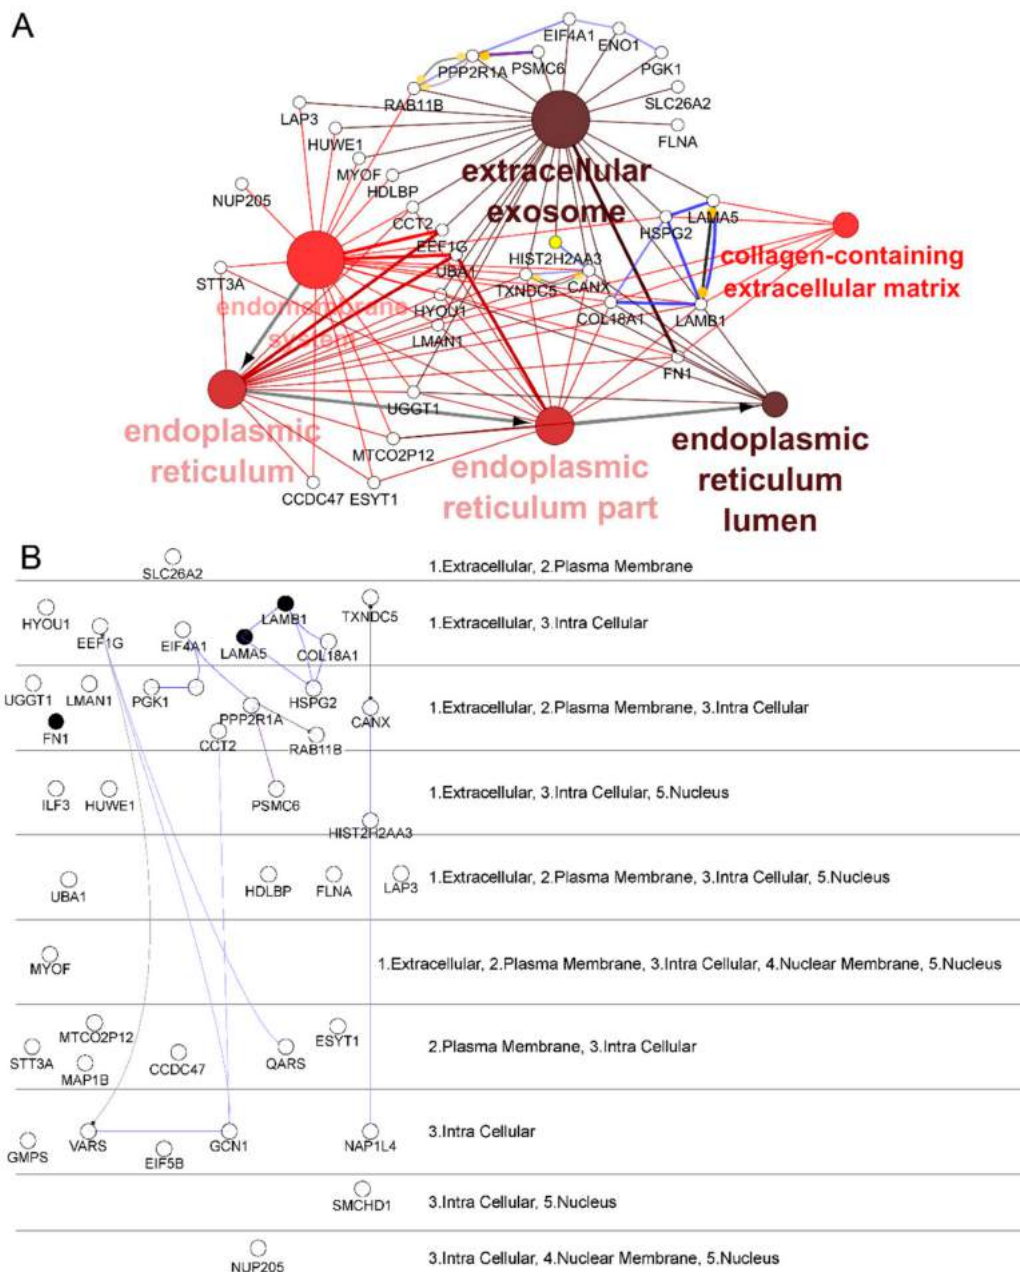 A
EIF4A1
ENO1
PPP2R1A
PSMC6
PGK1
RAB11B
SLC26A2
LAP3
HUWE1
FLNA
MYOF
HDLBP
extracellular
exosome
NUP205
CCT2
LAMA5
HSPG2
EEF1G
UBA1
HIST2H2AA3
collagen-containing
extracellular matrix
STT3A
TXNDC5
CANX
endomembrane
system
HYOU1
COL18A1
LAMB1
LMAN1
FN1
UGGT1
endoplasmic
reticulum
MTCO2P12
endoplasmic
reticulum part
endoplasmic
reticulum
lumen
CCDC47
ESYT1
B
SLC26A2
1.Extracellular, 2.Plasma Membrane
HYOU1
EEF1G
EIF4A1
LAMB1
LAMA5
COL18A1
TXNDC5
1.Extracellular, 3.Intra Cellular
UGGT1
LMAN1
PGK1
HSPG2
PPP2R1A
CANX
FN1
CCT2
RAB11B
1.Extracellular, 2.Plasma Membrane, 3.Intra Cellular
ILF3
HUWE1
PSMC6
HIST2H2AA3
1.Extracellular, 3.Intra Cellular, 5.Nucleus
UBA1
HDLBP
FLNA
LAP3
1.Extracellular, 2.Plasma Membrane, 3.Intra Cellular, 5.Nucleus
MYOF
1.Extracellular, 2.Plasma Membrane, 3.Intra Cellular, 4.Nuclear Membrane, 5.Nucleus
MTCO2P12
STT3A
MAP1B
CCDC47
QARS
ESYT1
2.Plasma Membrane, 3.Intra Cellular
GMPS
VARS
EIF5B
GCN1
NAP1L4
3.Intra Cellular
SMCHD1
3.Intra Cellular, 5.Nucleus
NUP205
3.Intra Cellular, 4.Nuclear Membrane, 5.Nucleus